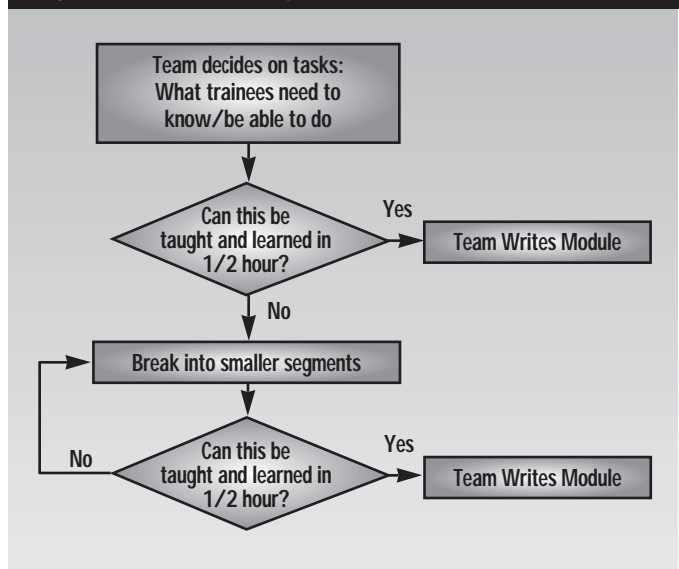 Team decides on tasks:
What trainees need to
know/be able to do
Can this be
taught and learned in
1/2 hour?
Yes
Team Writes Module
No
Break into smaller segments
Can this be
taught and learned in
1/2 hour?
Yes
Team Writes Module
No